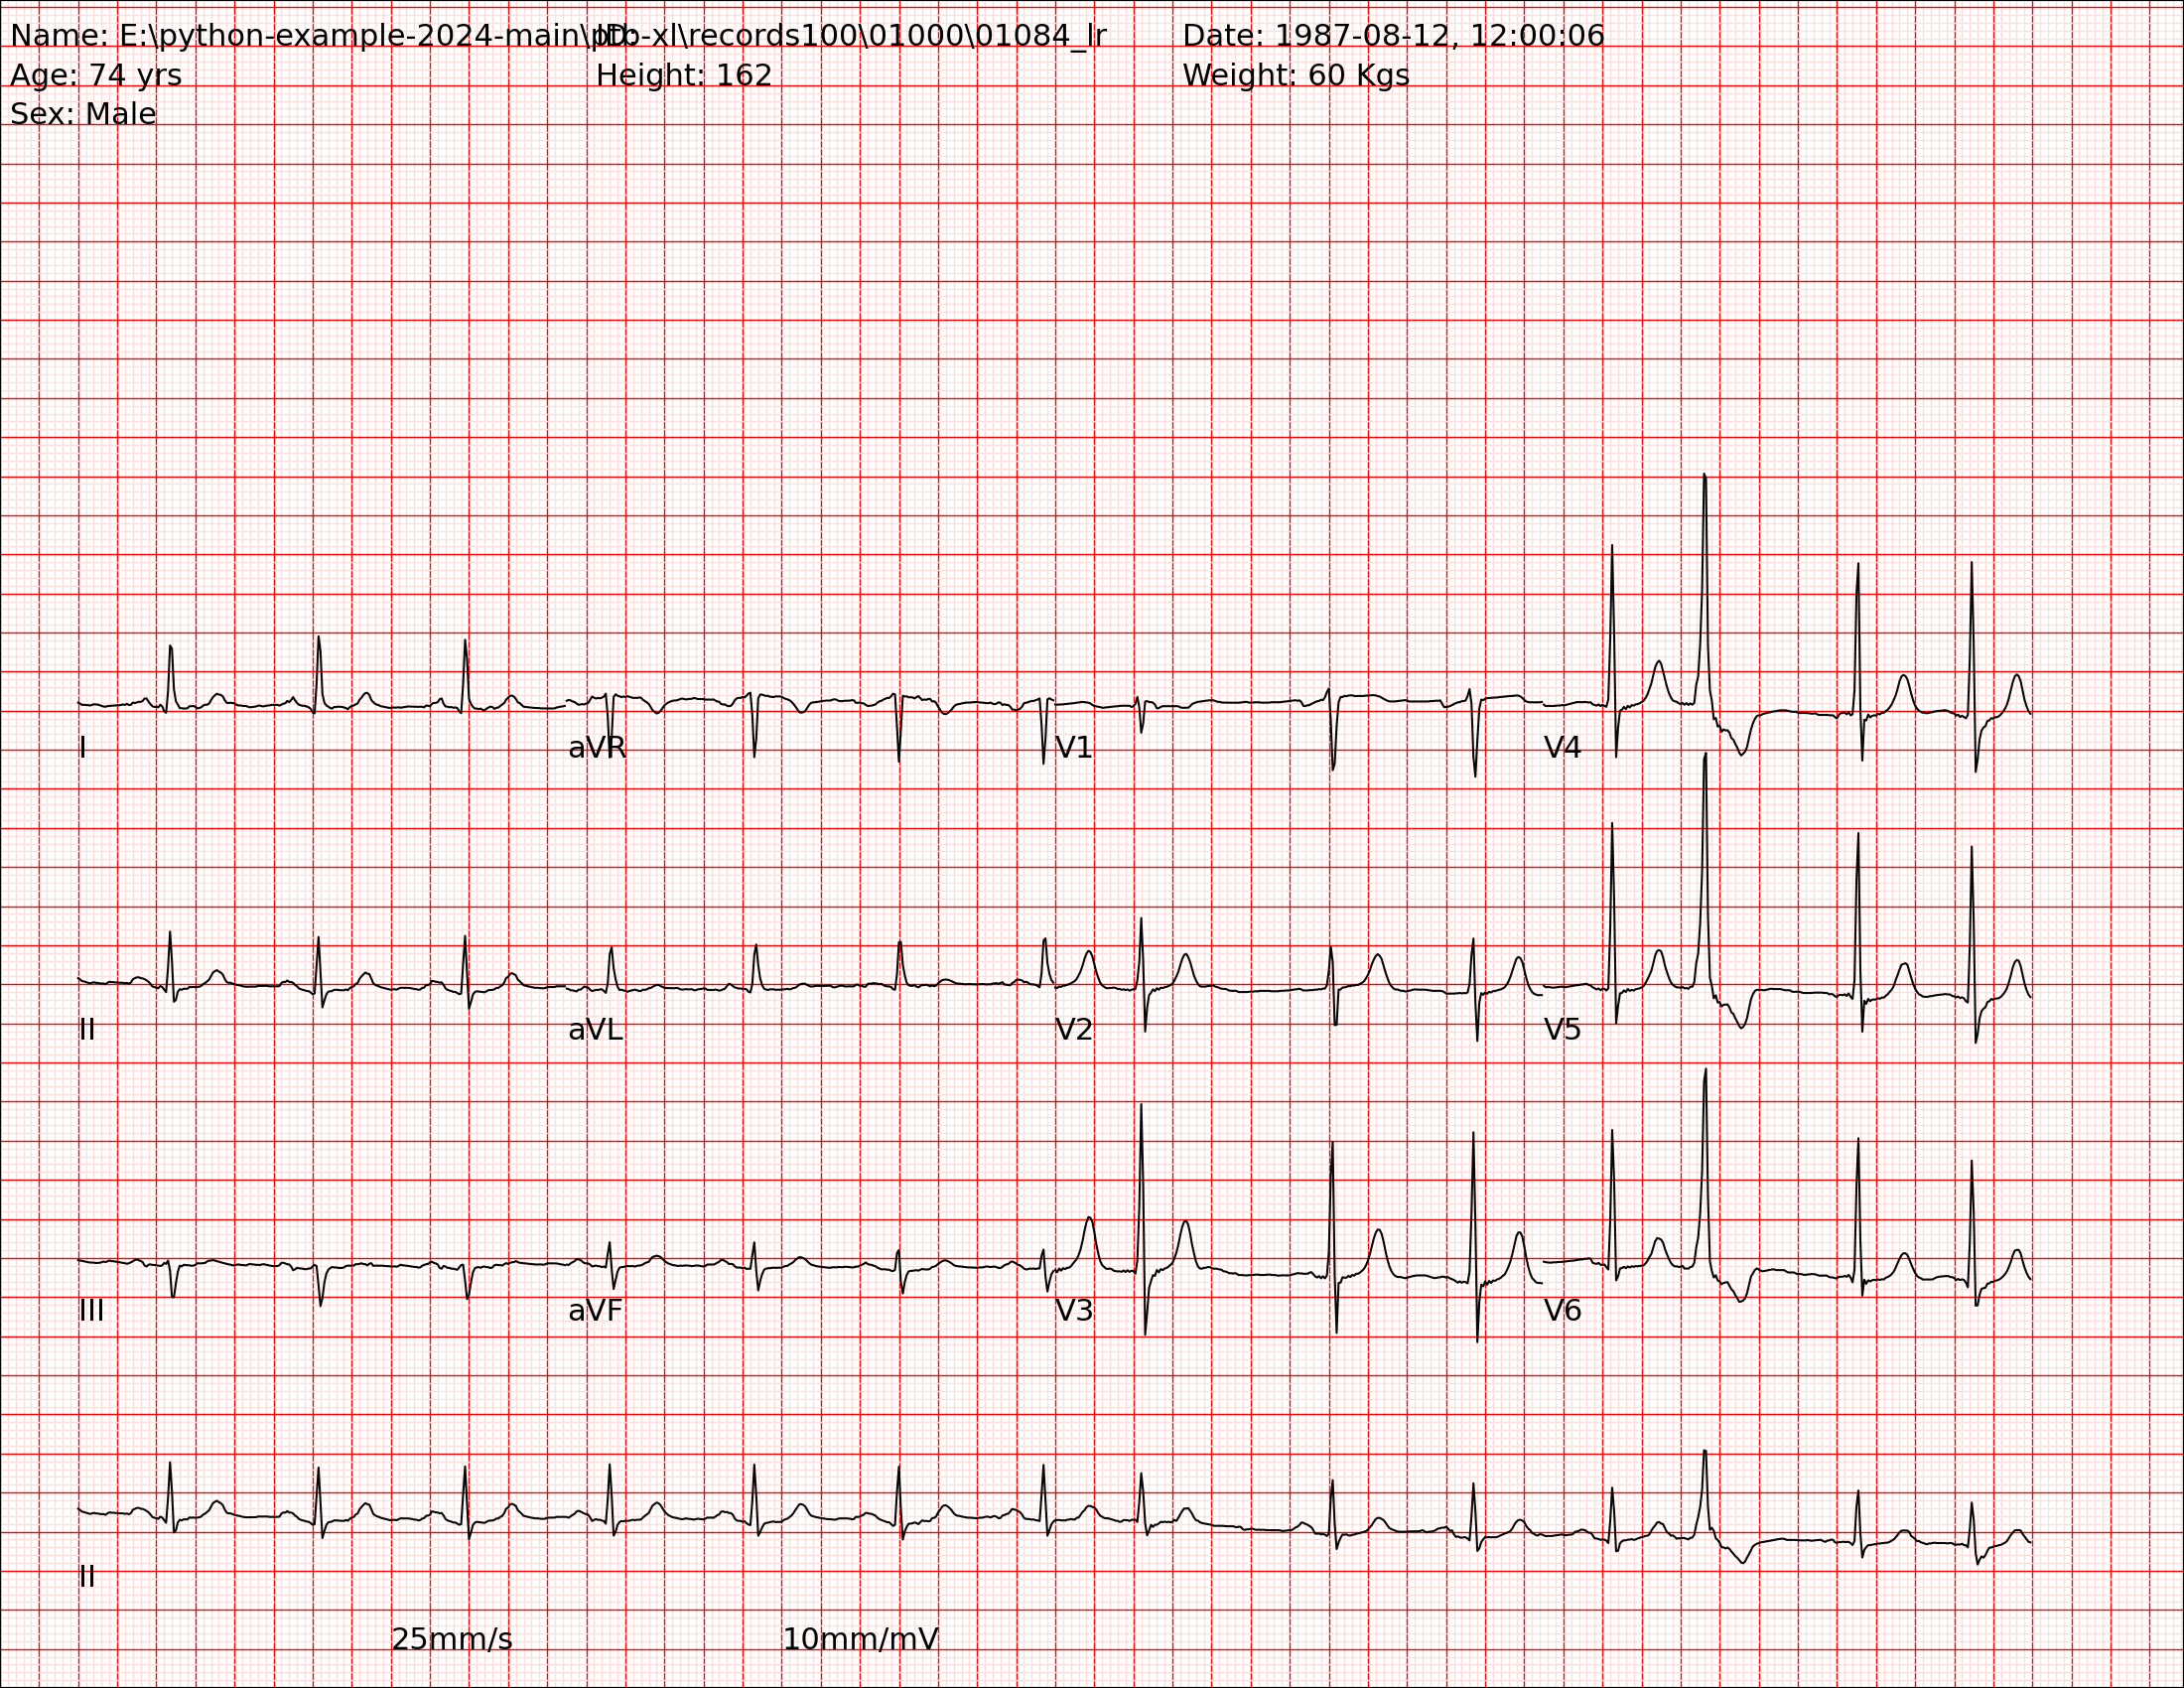 Name: E:\python-example-2024-main\ptb-xl\records100\01000\01084_lr ID: Date: 1987-08-12, 12:00:06
Age: 74 yrs Height: 162 Weight: 60 Kgs
Sex: Male
I aVR V1 V4
II aVL V2 V5
III aVF V3 V6
II
25mm/s 10mm/mV